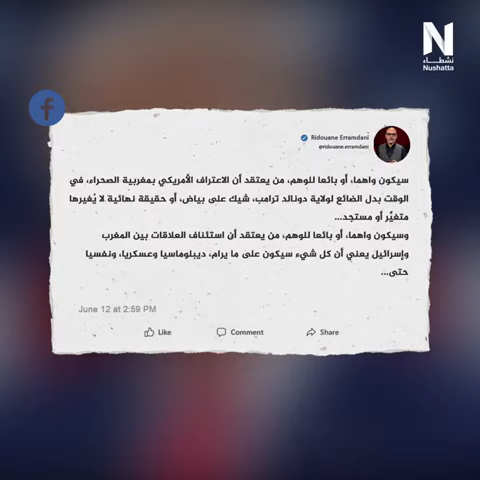 نشطاء
Nushatta
Ridouane Erramdani
@ridouane.erramdani
سيكون واهما، أو بائعا للوهم، من يعتقد أن الاعتراف الأمريكي بمغربية الصحراء، في
الوقت بدل الضائع لولاية دونالد ترامب، شيك على بياض، أو حقيقة نهائية لا يُغيرها
متغيُر أو مستجد...
وسيكون واهما، أو بائعا للوهم، من يعتقد أن استئناف العلاقات بين المغرب
وإسرائيل يعني أن كل شيء سيكون على ما يرام، ديبلوماسيا وعسكريا، ونفسيا
حتى...
June 12 at 2:59 PM
Like Comment Share